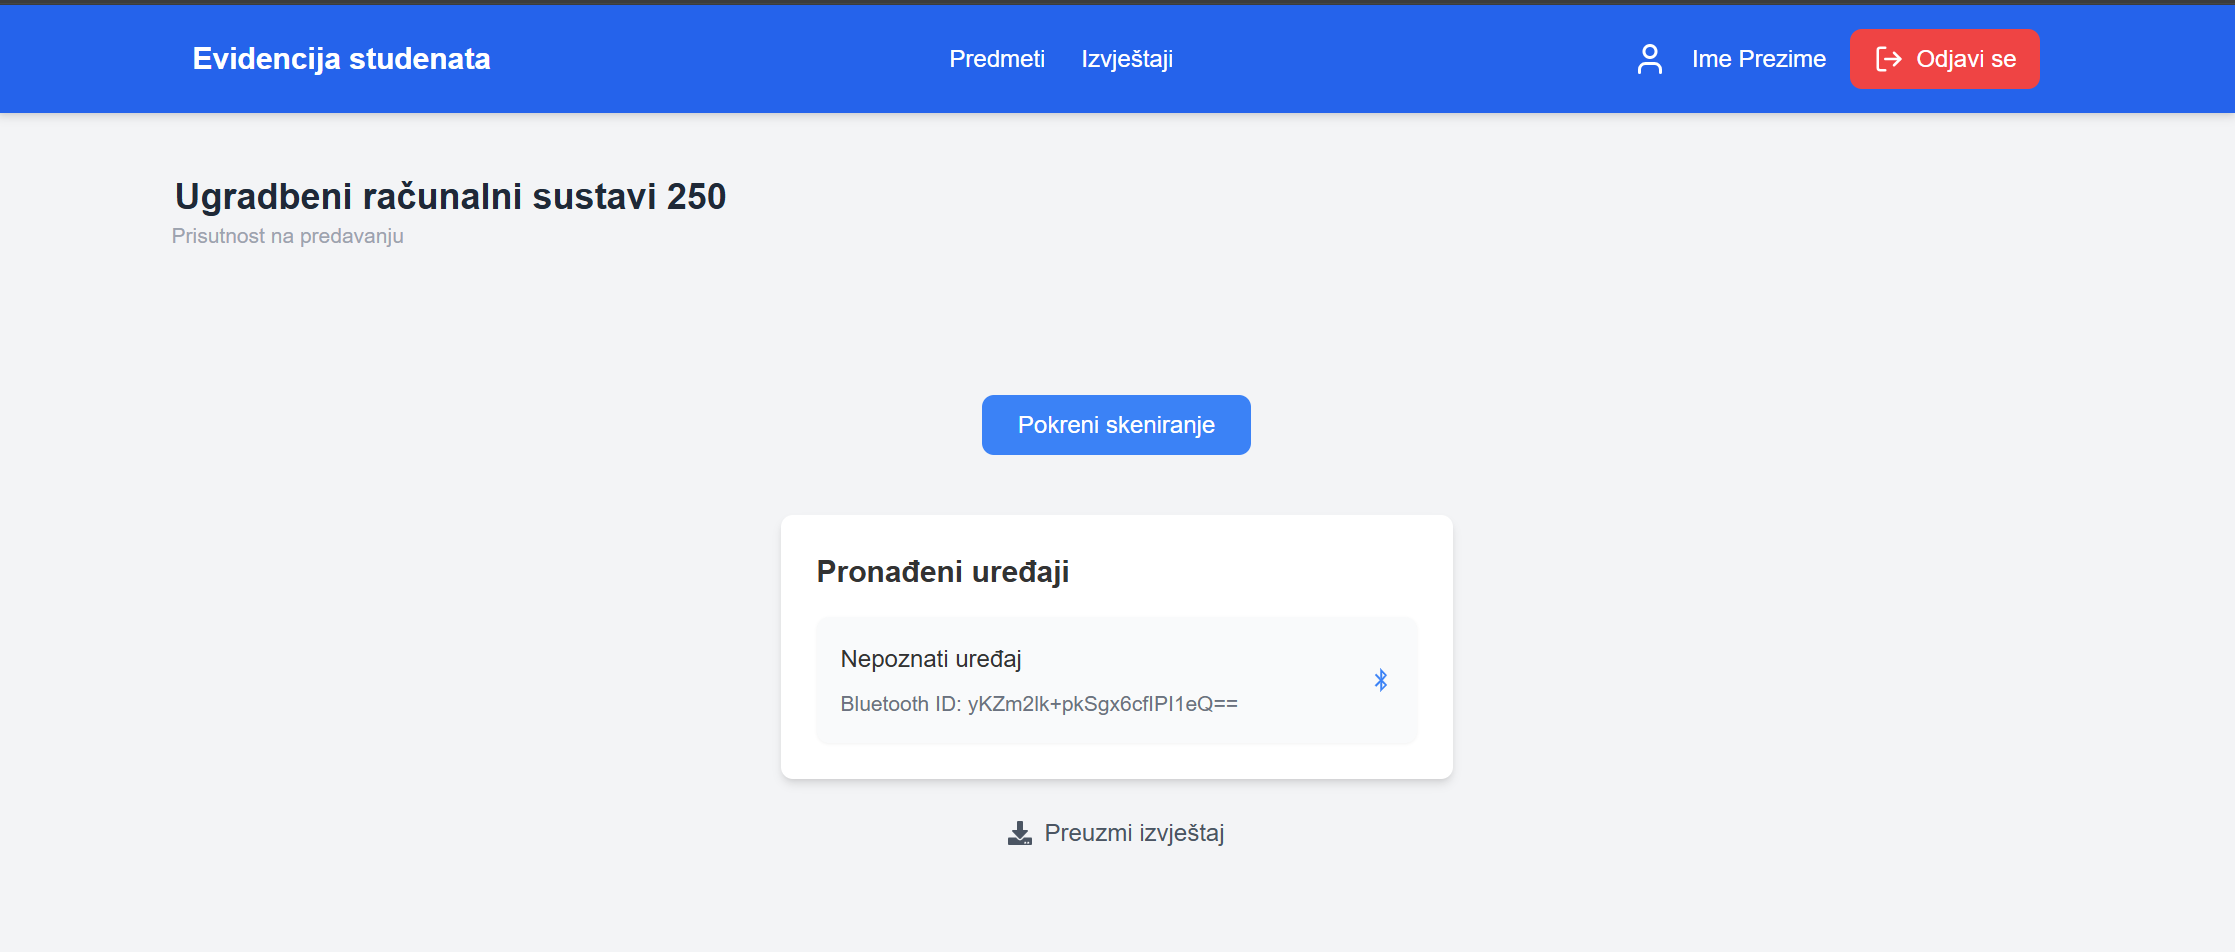 Evidencija studenata
Predmeti
Izvještaji
Ime Prezime
Odjavi se
Ugradbeni računalni sustavi 250
Prisutnost na predavanju
Pokreni skeniranje
Pronađeni uređaji
Nepoznati uređaj
Bluetooth ID: yKZm2lk+pkSgx6cfIPI1eQ==
Preuzmi izvještaj